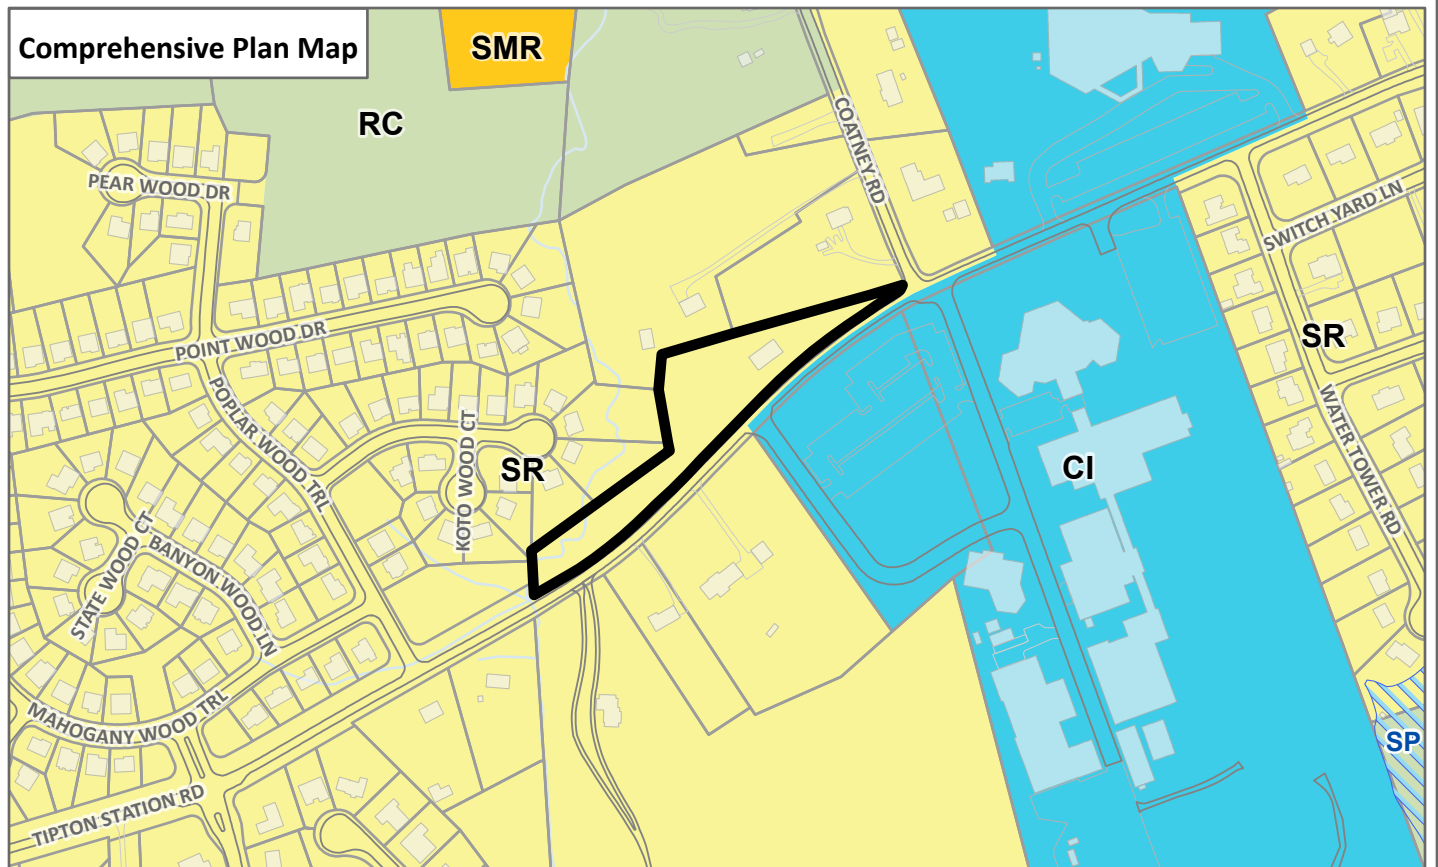 Comprehensive Plan Map
SMR
RC
COATNEY RD
PEAR WOOD DR
SWITCH YARD LN
POINT WOOD DR
SR
POPLAR WOOD TRL
WATER TOWER RD
KOTO WOOD CT
SR
CI
STATE WOOD CT
BANYON WOOD LN
MAHOGANY WOOD TRL
SP
TIPTON STATION RD